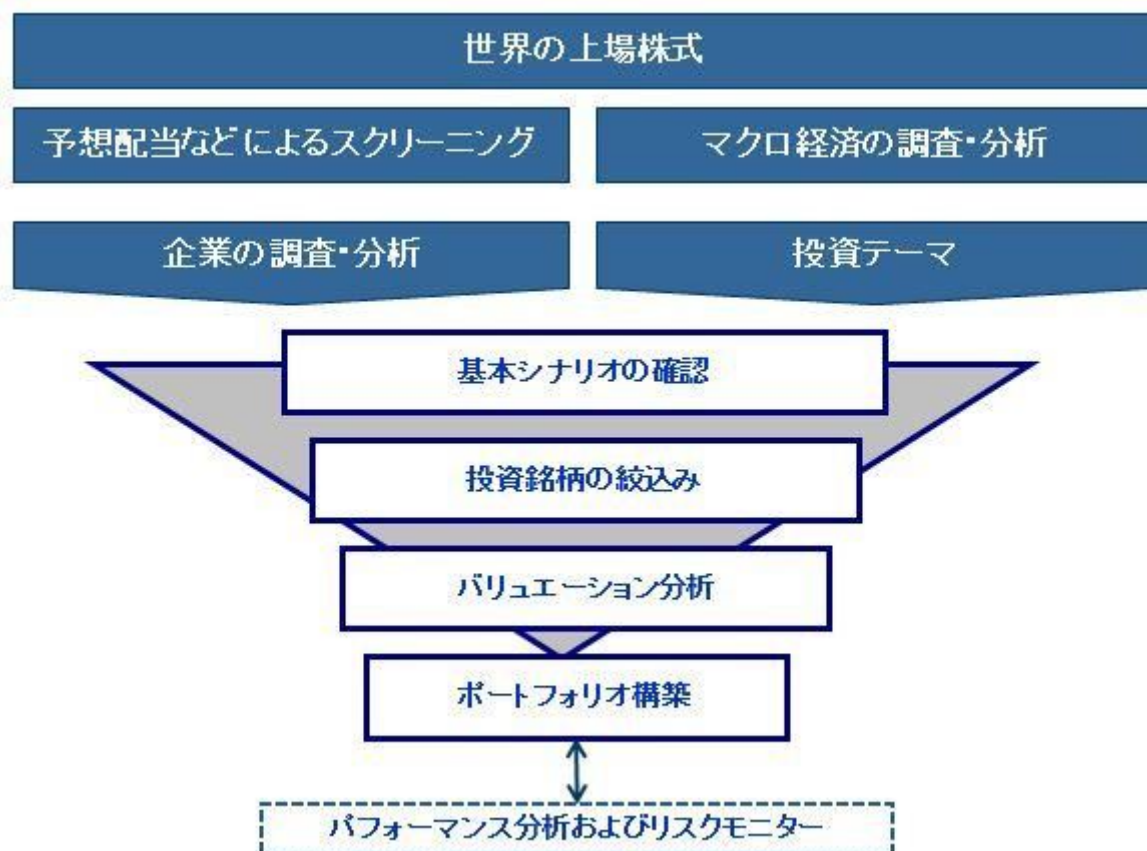 世界の上場株式
予想配当などによるスクリーニング
マクロ経済の調査・分析
企業の調査・分析
投資テーマ
基本シナリオの確認
投資銘柄の絞込み
バリュエーション分析
ポートフォリオ構築
パフォーマンス分析およびリスクモニター